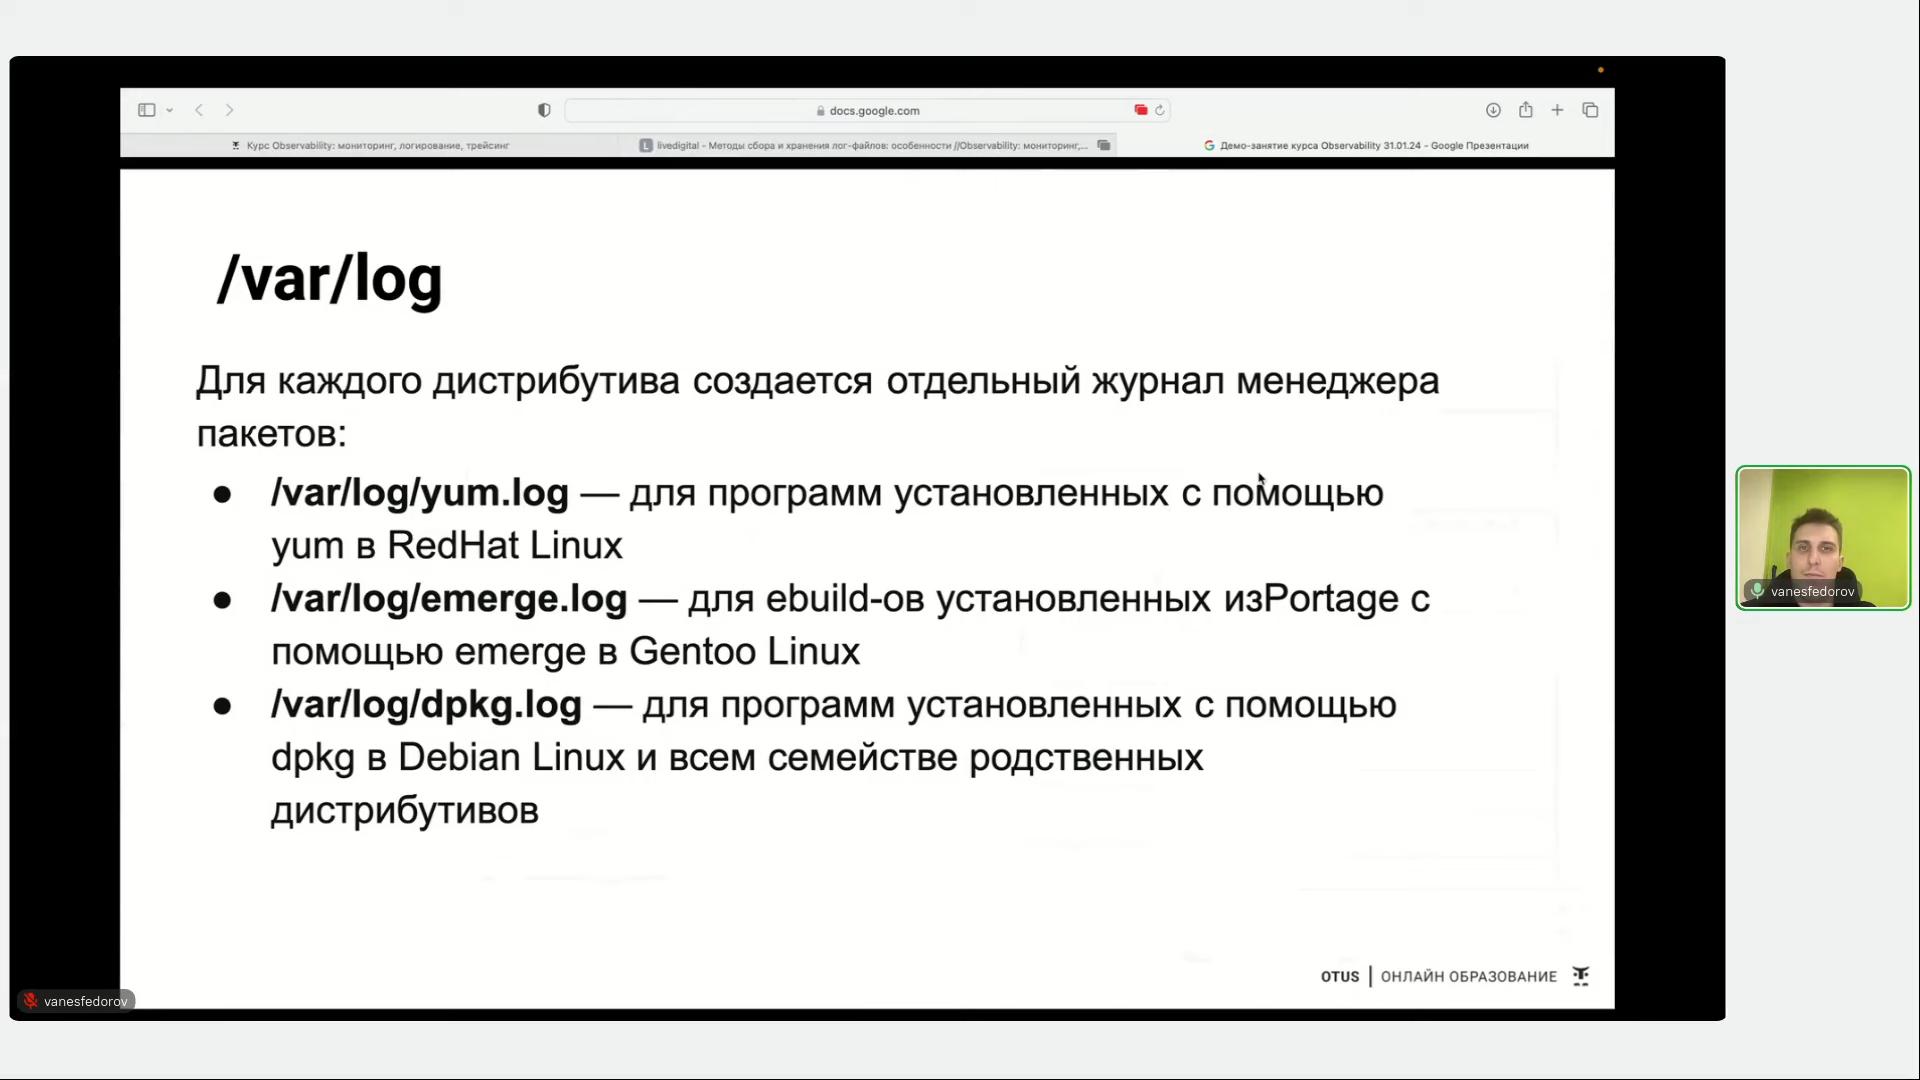 docs.google.com
Курс Observability: мониторинг, логирование, трейсинг
L livedigital - Методы сбора и хранения лог-файлов: особенности //Observability: мониторинг,...
Демо-занятие курса Observability 31.01.24 - Google Презентации
/var/log
Для каждого дистрибутива создается отдельный журнал менеджера
пакетов:
● /var/log/yum.log — для программ установленных с помощью
yum в RedHat Linux
● /var/log/emerge.log — для ebuild-ов установленных изPortage с
помощью emerge в Gentoo Linux
● /var/log/dpkg.log — для программ установленных с помощью
dpkg в Debian Linux и всем семействе родственных
дистрибутивов
vanesfedorov
OTUS | ОНЛАЙН ОБРАЗОВАНИЕ
vanesfedorov